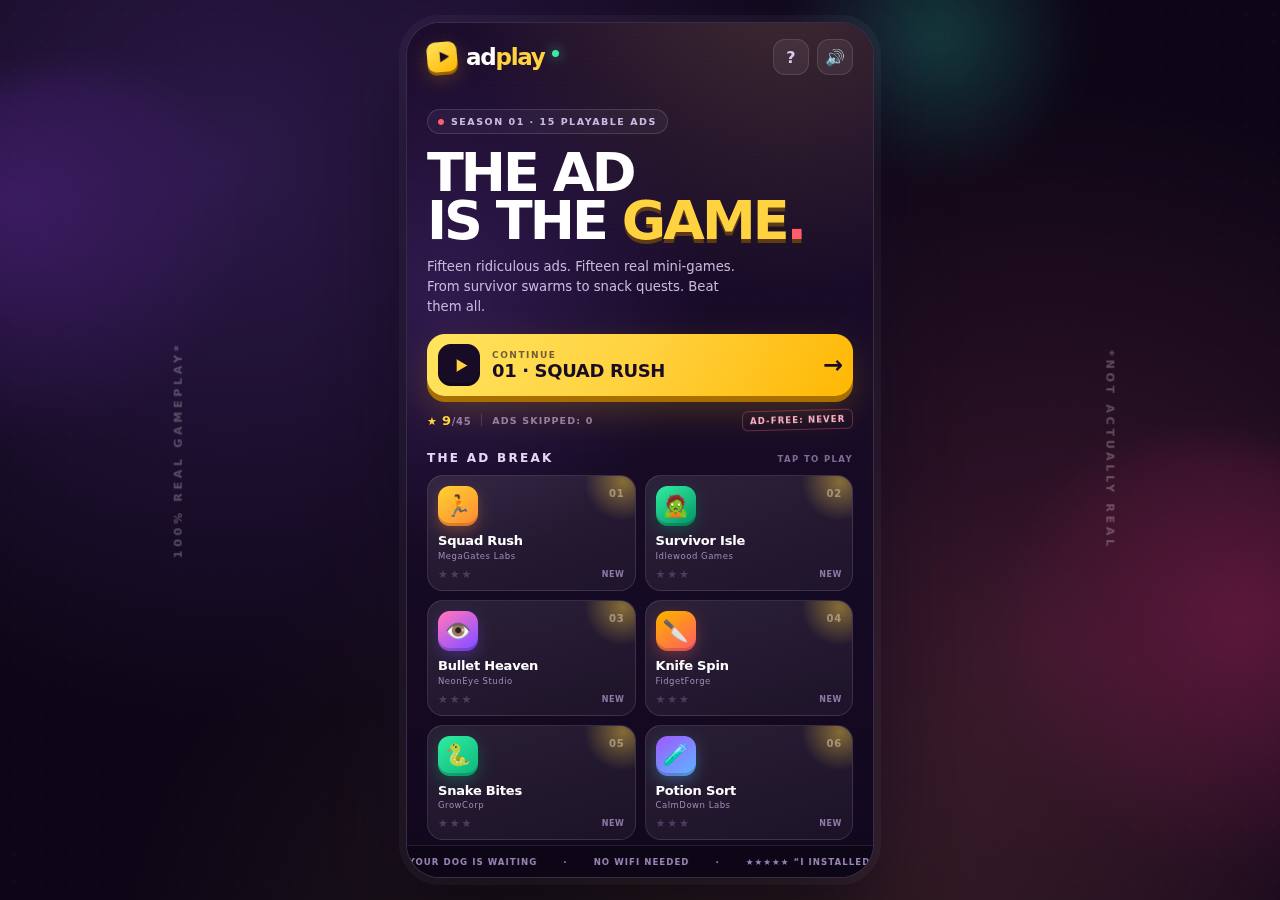 adplay
?
SEASON 01 · 15 PLAYABLE ADS
THE AD
IS THE GAME.
Fifteen ridiculous ads. Fifteen real mini-games.
From survivor swarms to snack quests. Beat
them all.
CONTINUE
01 · SQUAD RUSH
→
★ 9/45
ADS SKIPPED: 0
AD-FREE: NEVER
THE AD BREAK
TAP TO PLAY
01
Squad Rush
MegaGates Labs
★★★
NEW
02
Survivor Isle
Idlewood Games
★★★
NEW
03
Bullet Heaven
NeonEye Studio
★★★
NEW
04
Knife Spin
FidgetForge
★★★
NEW
05
Snake Bites
GrowCorp
★★★
NEW
06
Potion Sort
CalmDown Labs
★★★
NEW
YOUR DOG IS WAITING · NO WIFI NEEDED · ★★★★★ “I INSTALLED
100% REAL GAMEPLAY*
*NOT ACTUALLY REAL